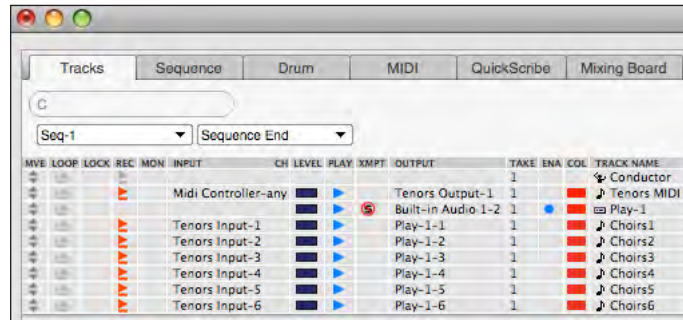 Tracks Sequence Drum MIDI QuickScribe Mixing Board
C
Seq-1 Sequence End
MVE LOOP LOCK REC MON INPUT CH LEVEL PLAY XMPT OUTPUT TAKE ENA COL TRACK NAME
1 Conductor
Midi Controller-any Tenors Output-1 1 Tenors MIDI
S Built-in Audio 1-2 1 Play-1
Tenors Input-1 Play-1-1 1 Choirs1
Tenors Input-2 Play-1-2 1 Choirs2
Tenors Input-3 Play-1-3 1 Choirs3
Tenors Input-4 Play-1-4 1 Choirs4
Tenors Input-5 Play-1-5 1 Choirs5
Tenors Input-6 Play-1-6 1 Choirs6